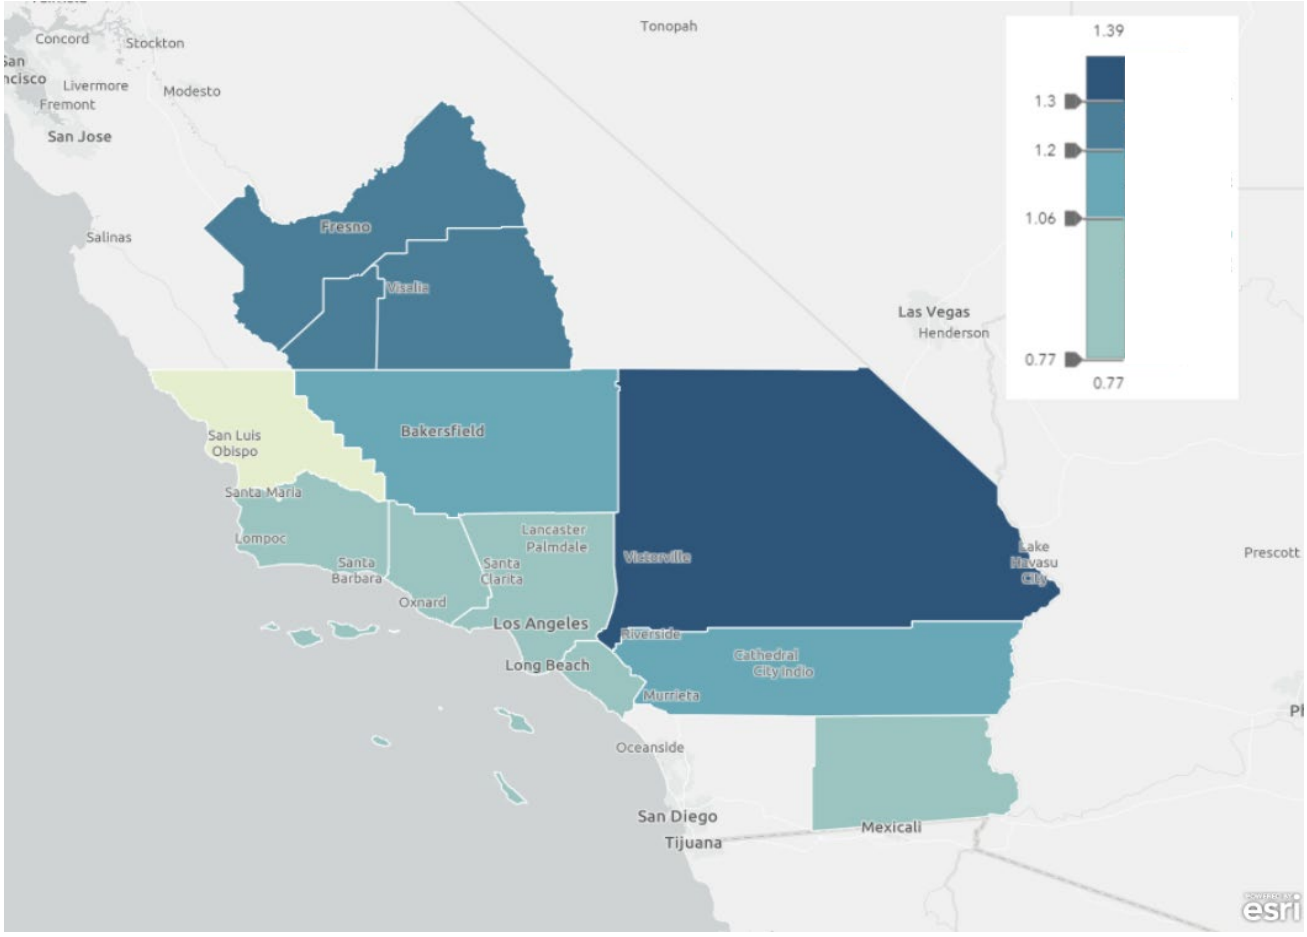 Concord
Stockton
San
ncisco
Livermore
Fremont
Modesto
San Jose
Salinas
Tonopah
Fresno
Visalia
Las Vegas
Henderson
San Luis
Obispo
Bakersfield
Santa Maria
Lompoc
Santa
Barbara
Oxnard
Lancaster
Palmdale
Santa
Clarita
Los Angeles
Long Beach
Victorville
Riverside
Lake
Havasu
City
Prescott
Cathedral
City Indio
Murrieta
Oceanside
San Diego
Tijuana
Mexicali
Ph
1.39
1.3
1.2
1.06
0.77
0.77
POWERED BY
esri